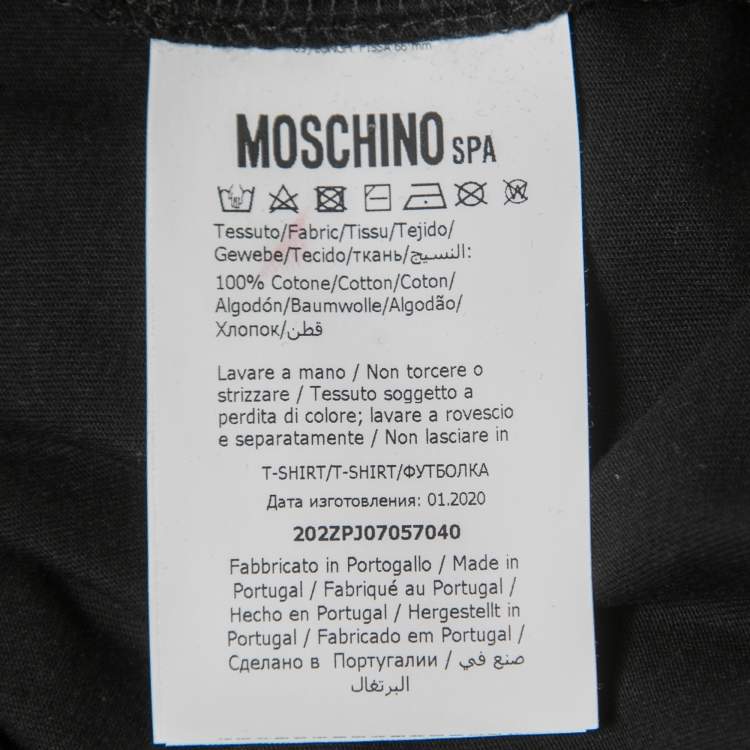 MOSCHINO SPA
Tessuto/Fabric/Tissu/Tejido/
Gewebe/Tecido/ткань/النسيج:
100% Cotone/Cotton/Coton/
Algodón/Baumwolle/Algodão/
Хлопок/قطن
Lavare a mano / Non torcere o
strizzare / Tessuto soggetto a
perdita di colore; lavare a rovescio
e separatamente / Non lasciare in
T-SHIRT/T-SHIRT/ФУТБОЛКА
Дата изготовления: 01.2020
202ZPJ07057040
Fabbricato in Portogallo / Made in
Portugal / Fabriqué au Portugal /
Hecho en Portugal / Hergestellt in
Portugal / Fabricado em Portugal /
Сделано в Португалии / صنع في
البرتغال